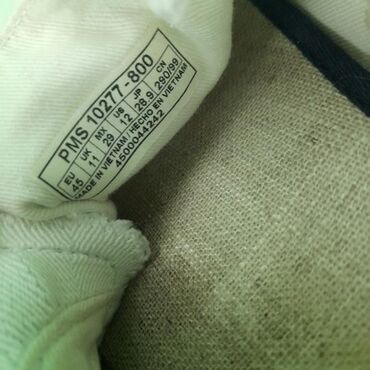 PMS 10277-800
EU UK MX US JP CN
45 11 29 12 28.9 290/99
MADE IN VIETNAM / HECHO EN VIETNAM
4500044242